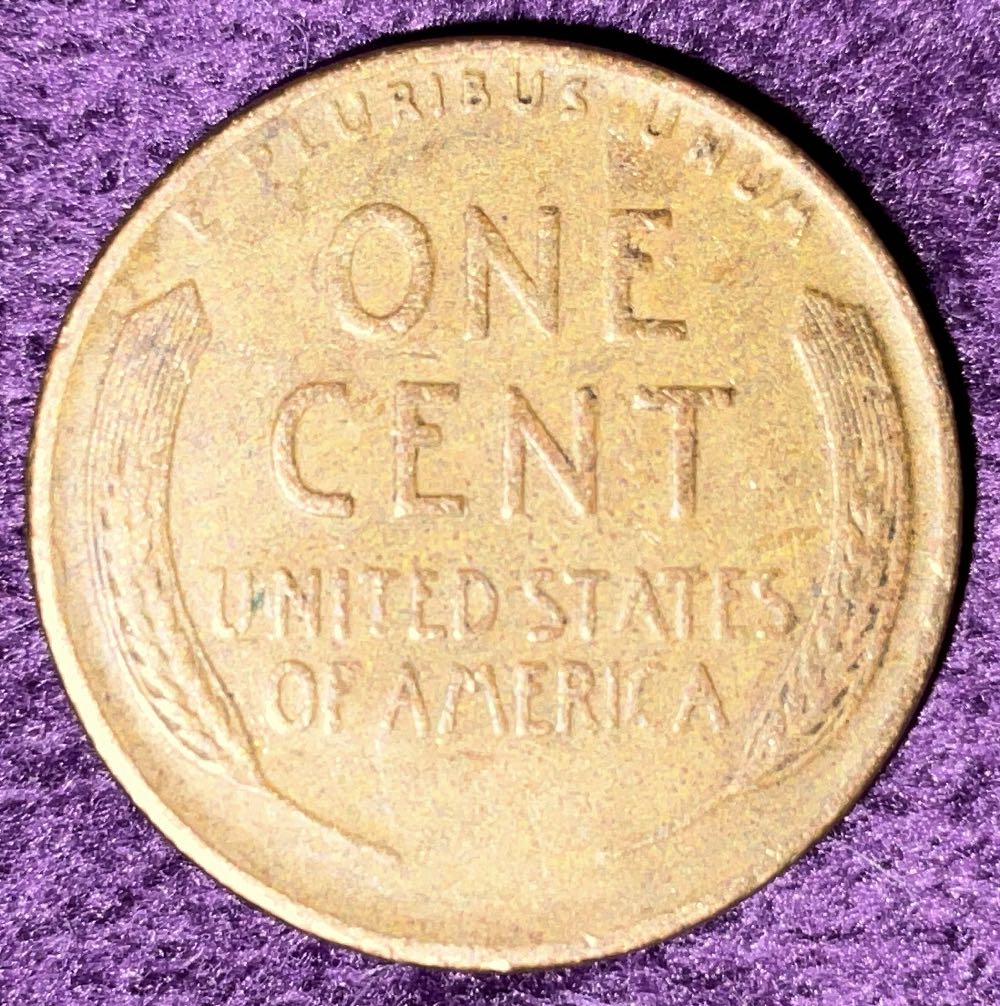 E PLURIBUS UNUM
ONE
CENT
UNITED STATES
OF AMERICA